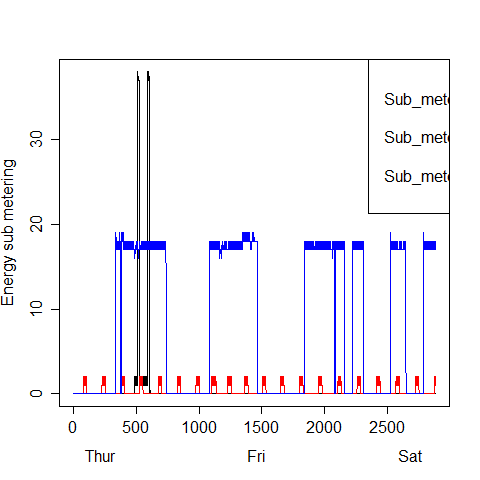 Sub_mete
Sub_mete
Sub_mete
Energy sub metering
30
20
10
0
0 500 1000 1500 2000 2500
Thur Fri Sat